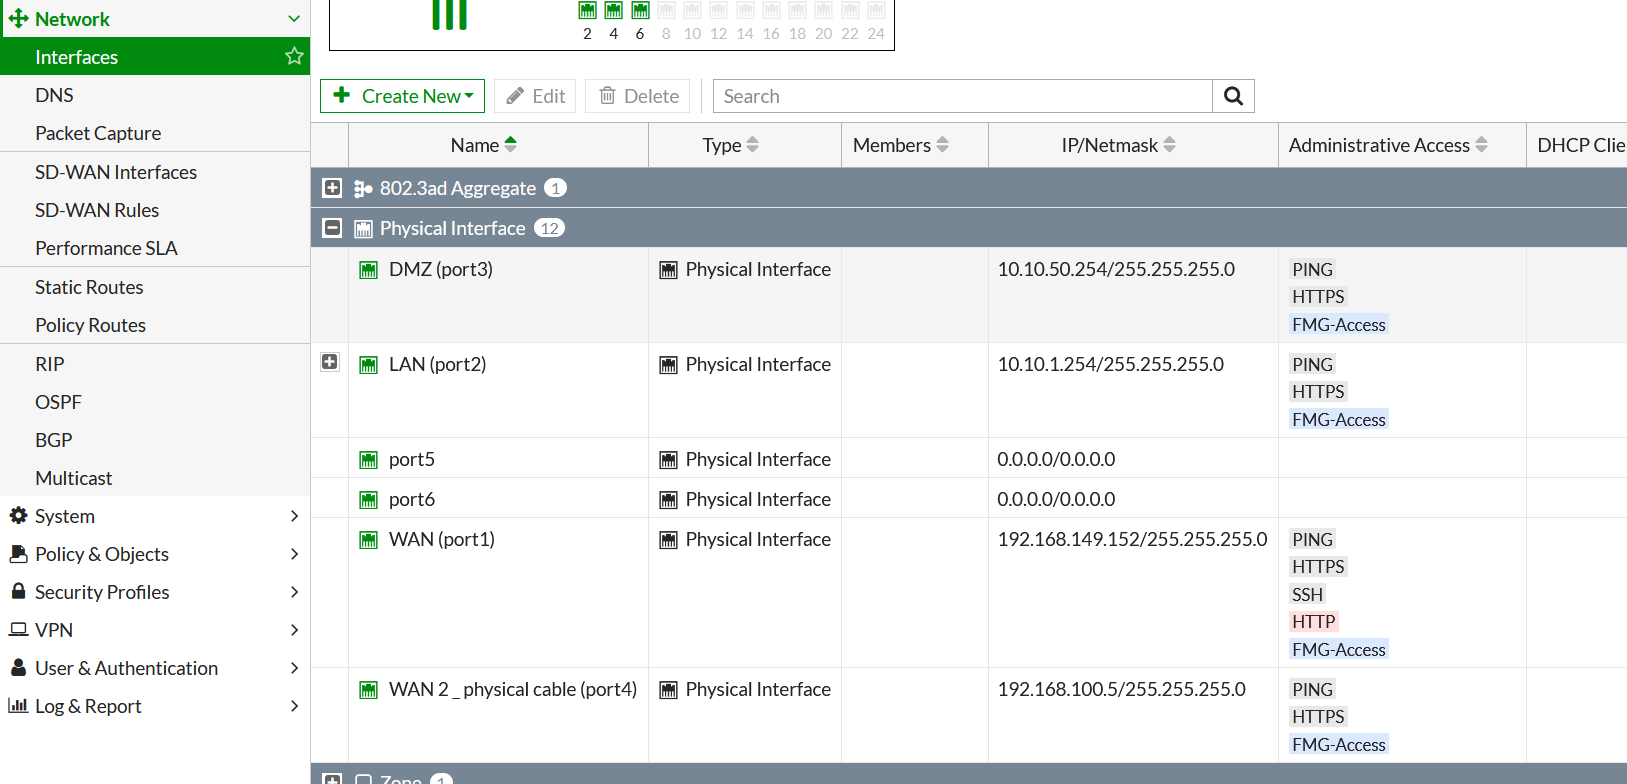 Network
Interfaces
DNS
Packet Capture
SD-WAN Interfaces
SD-WAN Rules
Performance SLA
Static Routes
Policy Routes
RIP
OSPF
BGP
Multicast
System
Policy & Objects
Security Profiles
VPN
User & Authentication
Log & Report
2 4 6 8 10 12 14 16 18 20 22 24
Create New Edit Delete Search
Name Type Members IP/Netmask Administrative Access DHCP Clie
802.3ad Aggregate 1
Physical Interface 12
DMZ (port3) Physical Interface 10.10.50.254/255.255.255.0 PING
HTTPS
FMG-Access
LAN (port2) Physical Interface 10.10.1.254/255.255.255.0 PING
HTTPS
FMG-Access
port5 Physical Interface 0.0.0.0/0.0.0.0
port6 Physical Interface 0.0.0.0/0.0.0.0
WAN (port1) Physical Interface 192.168.149.152/255.255.255.0 PING
HTTPS
SSH
HTTP
FMG-Access
WAN 2 _ physical cable (port4) Physical Interface 192.168.100.5/255.255.255.0 PING
HTTPS
FMG-Access
Zone 1